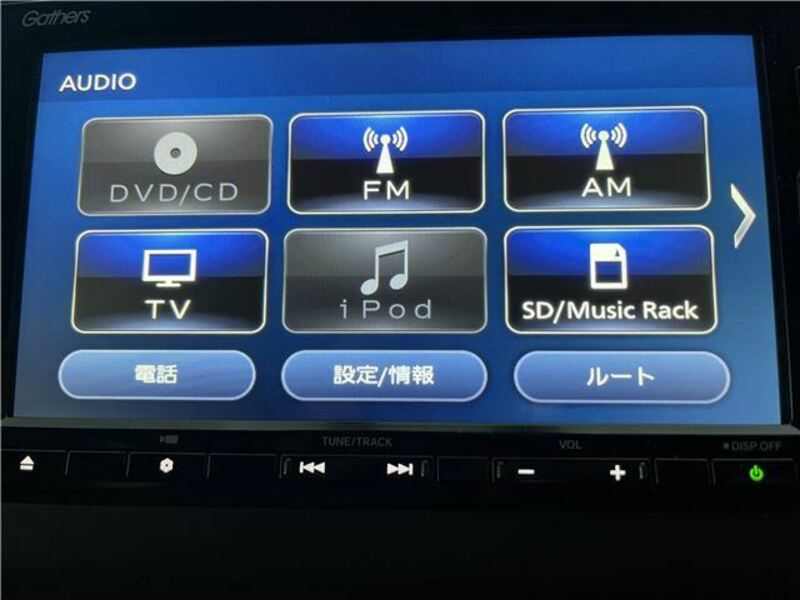 Gathers
AUDIO
DVD/CD
FM
AM
TV
iPod
SD/Music Rack
電話
設定/情報
ルート
TUNE/TRACK
VOL
DISP.OFF